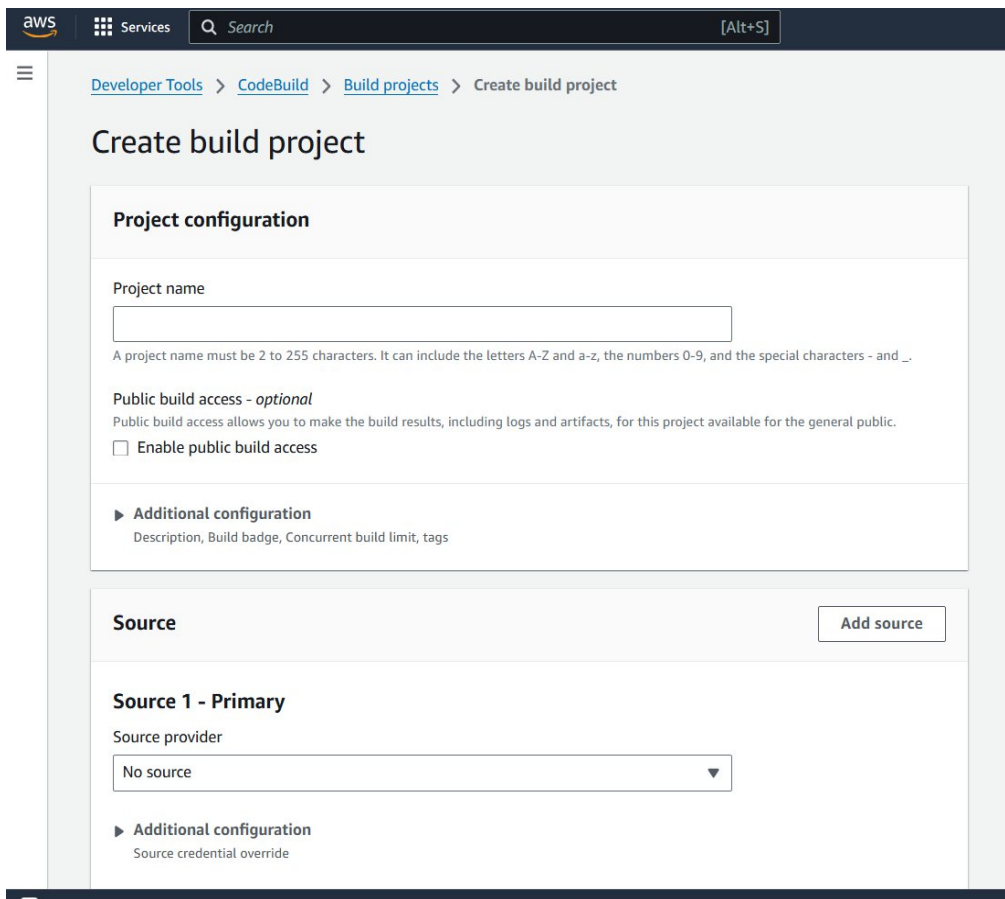 aws
Services
Search
[Alt+S]
Developer Tools > CodeBuild > Build projects > Create build project
Create build project
Project configuration
Project name
A project name must be 2 to 255 characters. It can include the letters A-Z and a-z, the numbers 0-9, and the special characters - and _.
Public build access - optional
Public build access allows you to make the build results, including logs and artifacts, for this project available for the general public.
Enable public build access
Additional configuration
Description, Build badge, Concurrent build limit, tags
Source
Add source
Source 1 - Primary
Source provider
No source
Additional configuration
Source credential override